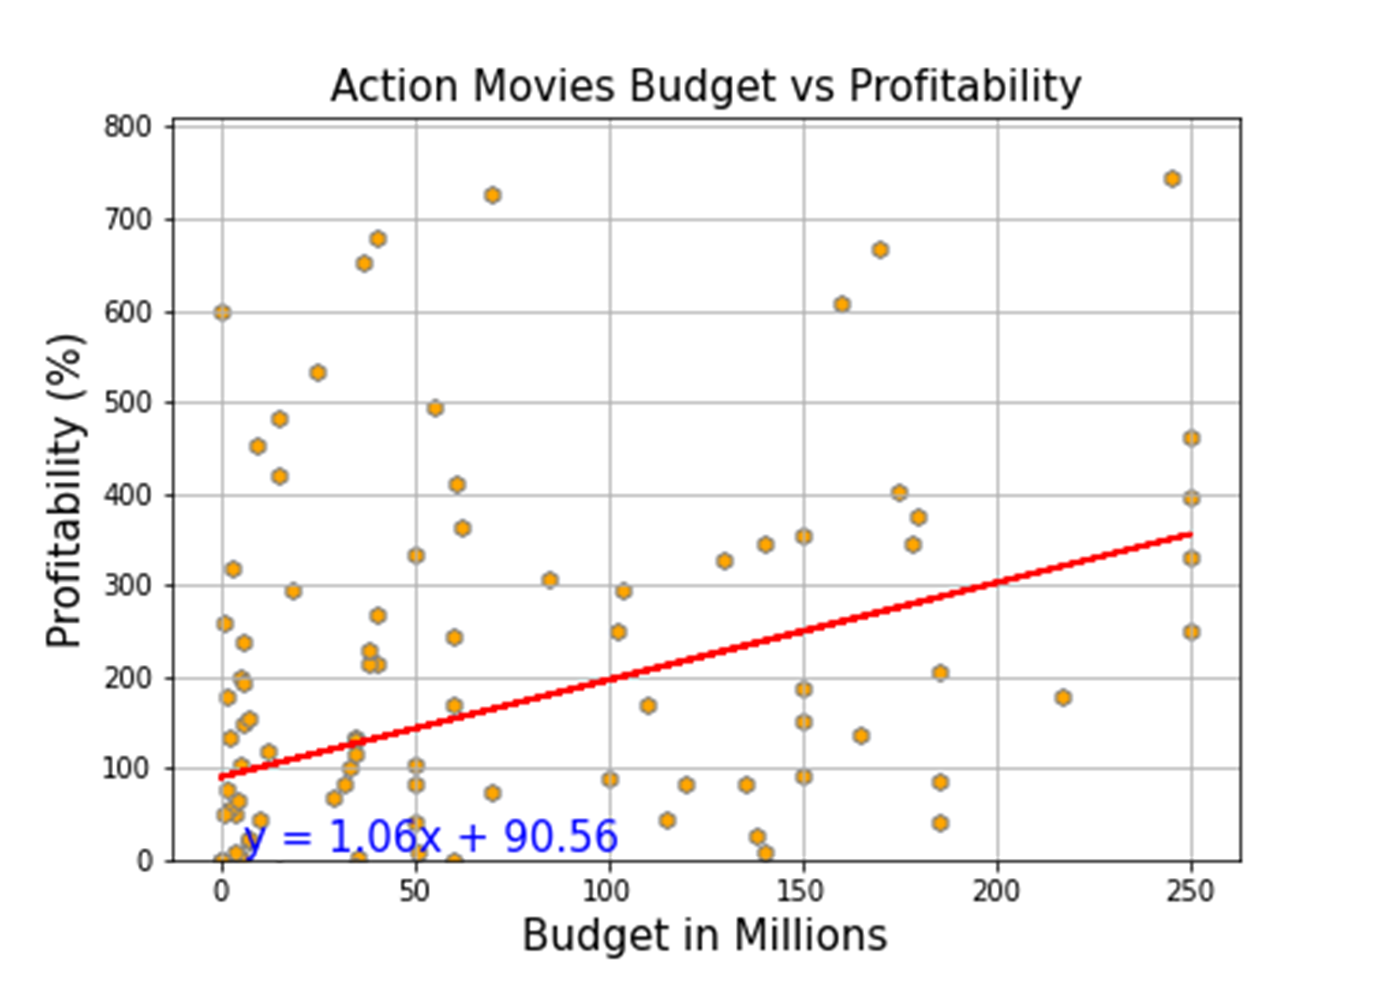 Action Movies Budget vs Profitability
800
700
600
500
400
300
200
100
0
Profitability (%)
y = 1.06x + 90.56
0 50 100 150 200 250
Budget in Millions